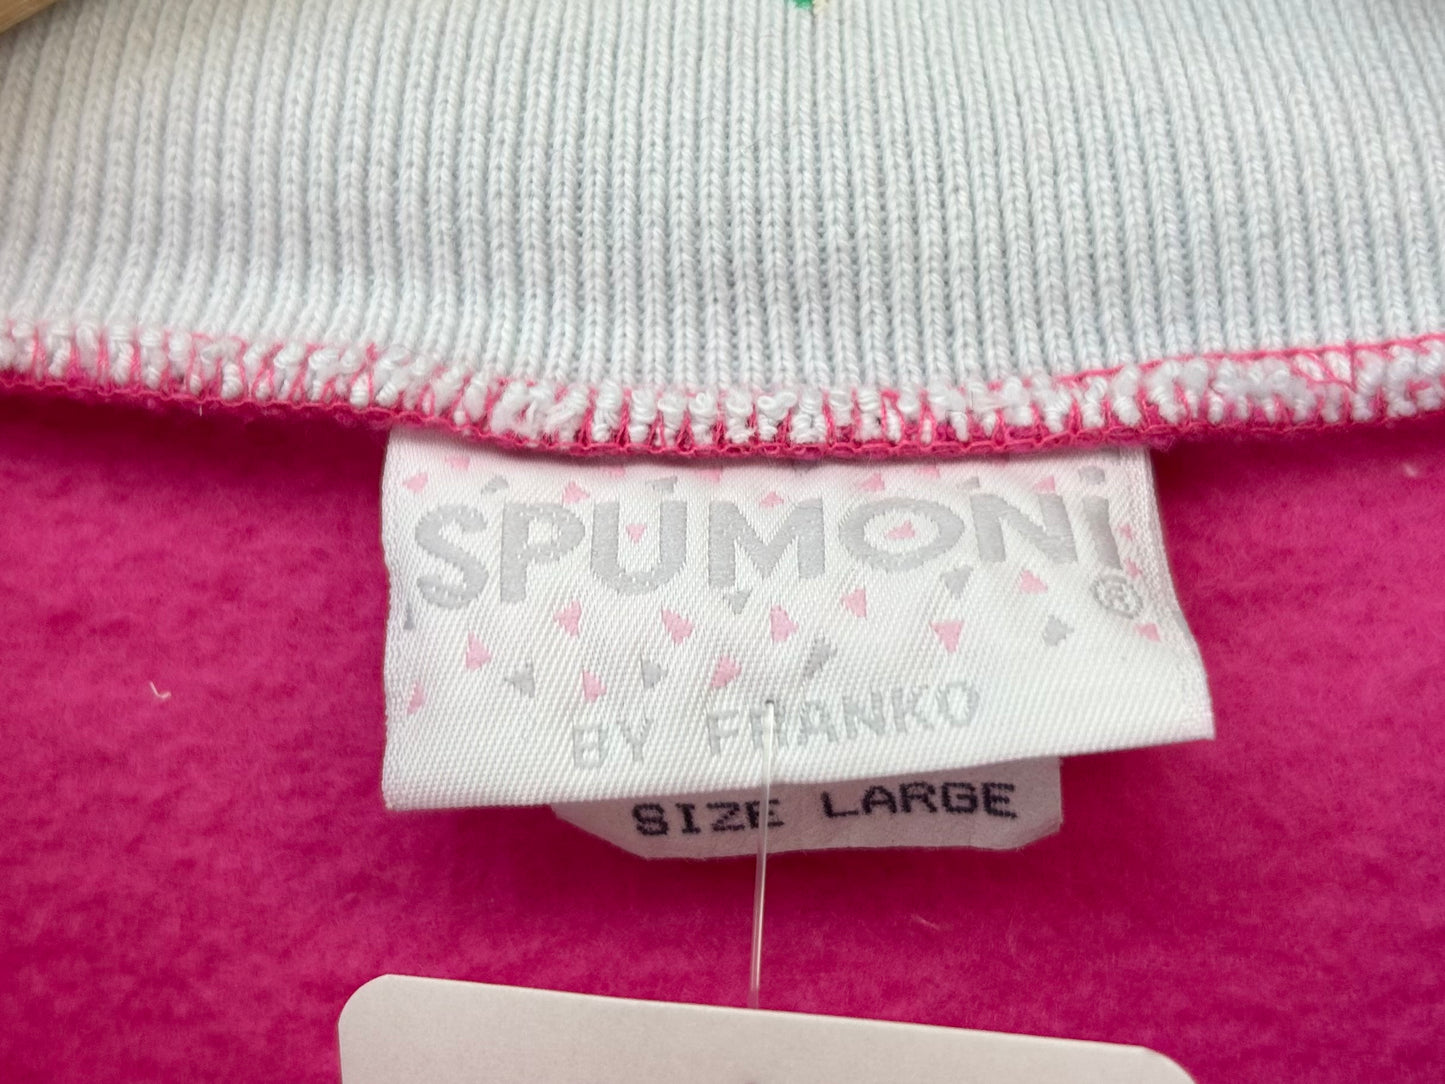 SPUMONi ®
BY FRANKO
SIZE LARGE